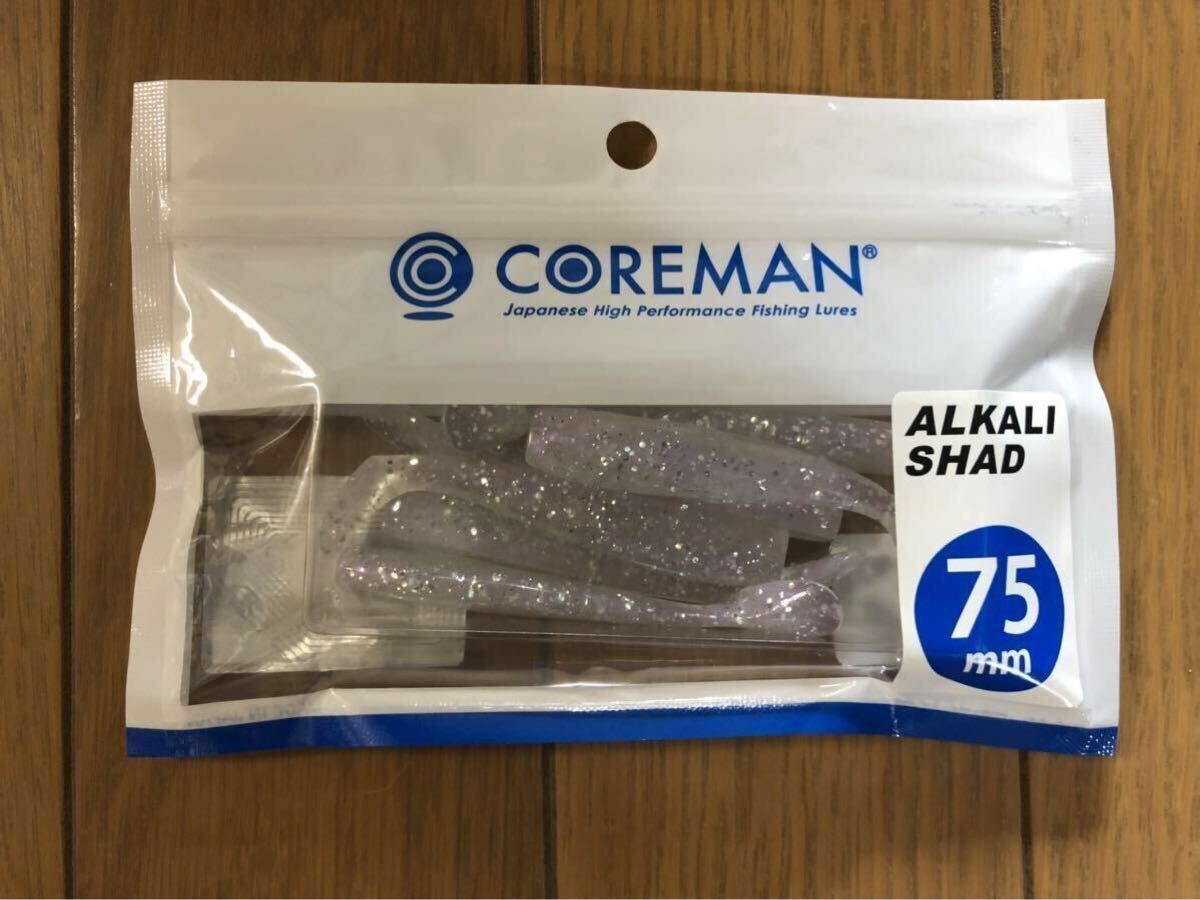 COREMAN®
Japanese High Performance Fishing Lures
ALKALI
SHAD
75
mm